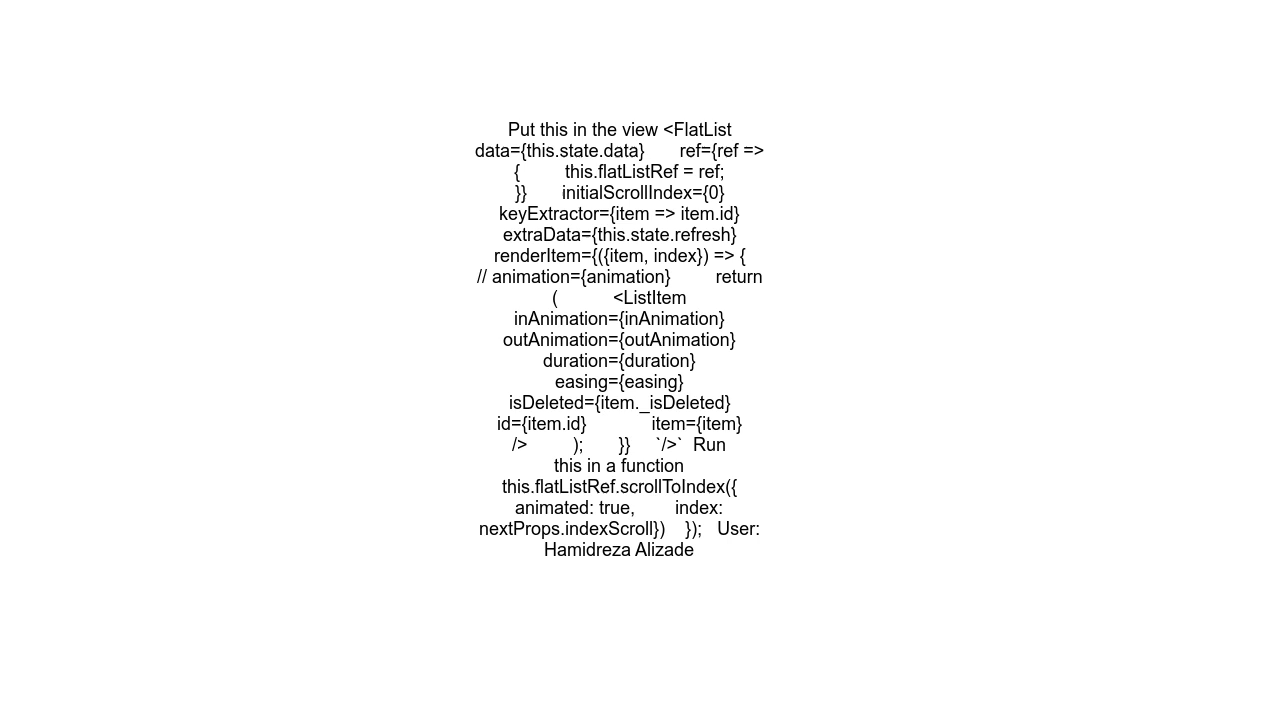 Put this in the view <FlatList
data={this.state.data}       ref={ref =>
{         this.flatListRef = ref;
}}       initialScrollIndex={0}
keyExtractor={item => item.id}
extraData={this.state.refresh}
renderItem={({item, index}) => {
// animation={animation}         return
(           <ListItem
inAnimation={inAnimation}
outAnimation={outAnimation}
duration={duration}
easing={easing}
isDeleted={item._isDeleted}
id={item.id}             item={item}
/>         );       }}     `/>`  Run
this in a function
this.flatListRef.scrollToIndex({
animated: true,        index:
nextProps.indexScroll})    });   User:
Hamidreza Alizade